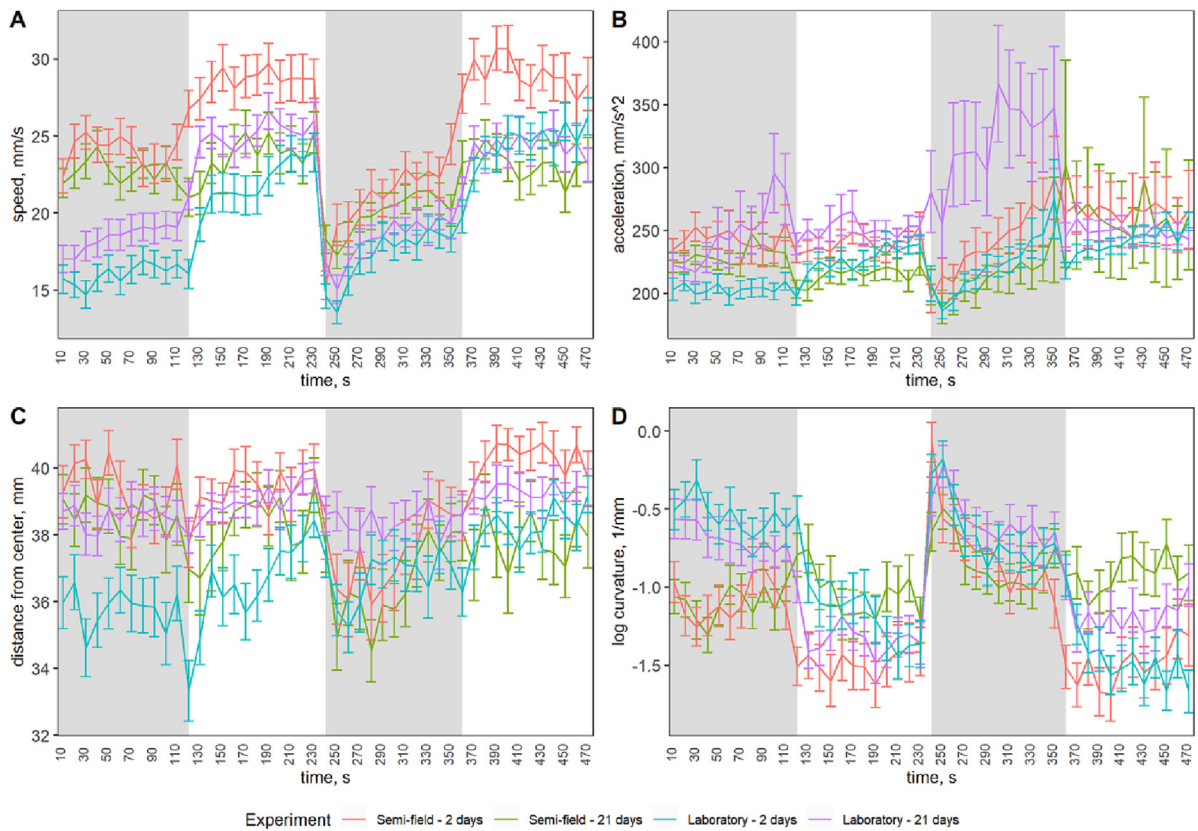 A
speed, mm/s
30
25
20
15
10 30 50 70 90 110 130 150 170 190 210 230 250 270 290 310 330 350 370 390 410 430 450 470
time, s
B
acceleration, mm/s^2
400
350
300
250
200
10 30 50 70 90 110 130 150 170 190 210 230 250 270 290 310 330 350 370 390 410 430 450 470
time, s
C
distance from center, mm
40
38
36
34
32
10 30 50 70 90 110 130 150 170 190 210 230 250 270 290 310 330 350 370 390 410 430 450 470
time, s
D
log curvature, 1/mm
0.0
-0.5
-1.0
-1.5
10 30 50 70 90 110 130 150 170 190 210 230 250 270 290 310 330 350 370 390 410 430 450 470
time, s
Experiment Semi-field - 2 days Semi-field - 21 days Laboratory - 2 days Laboratory - 21 days